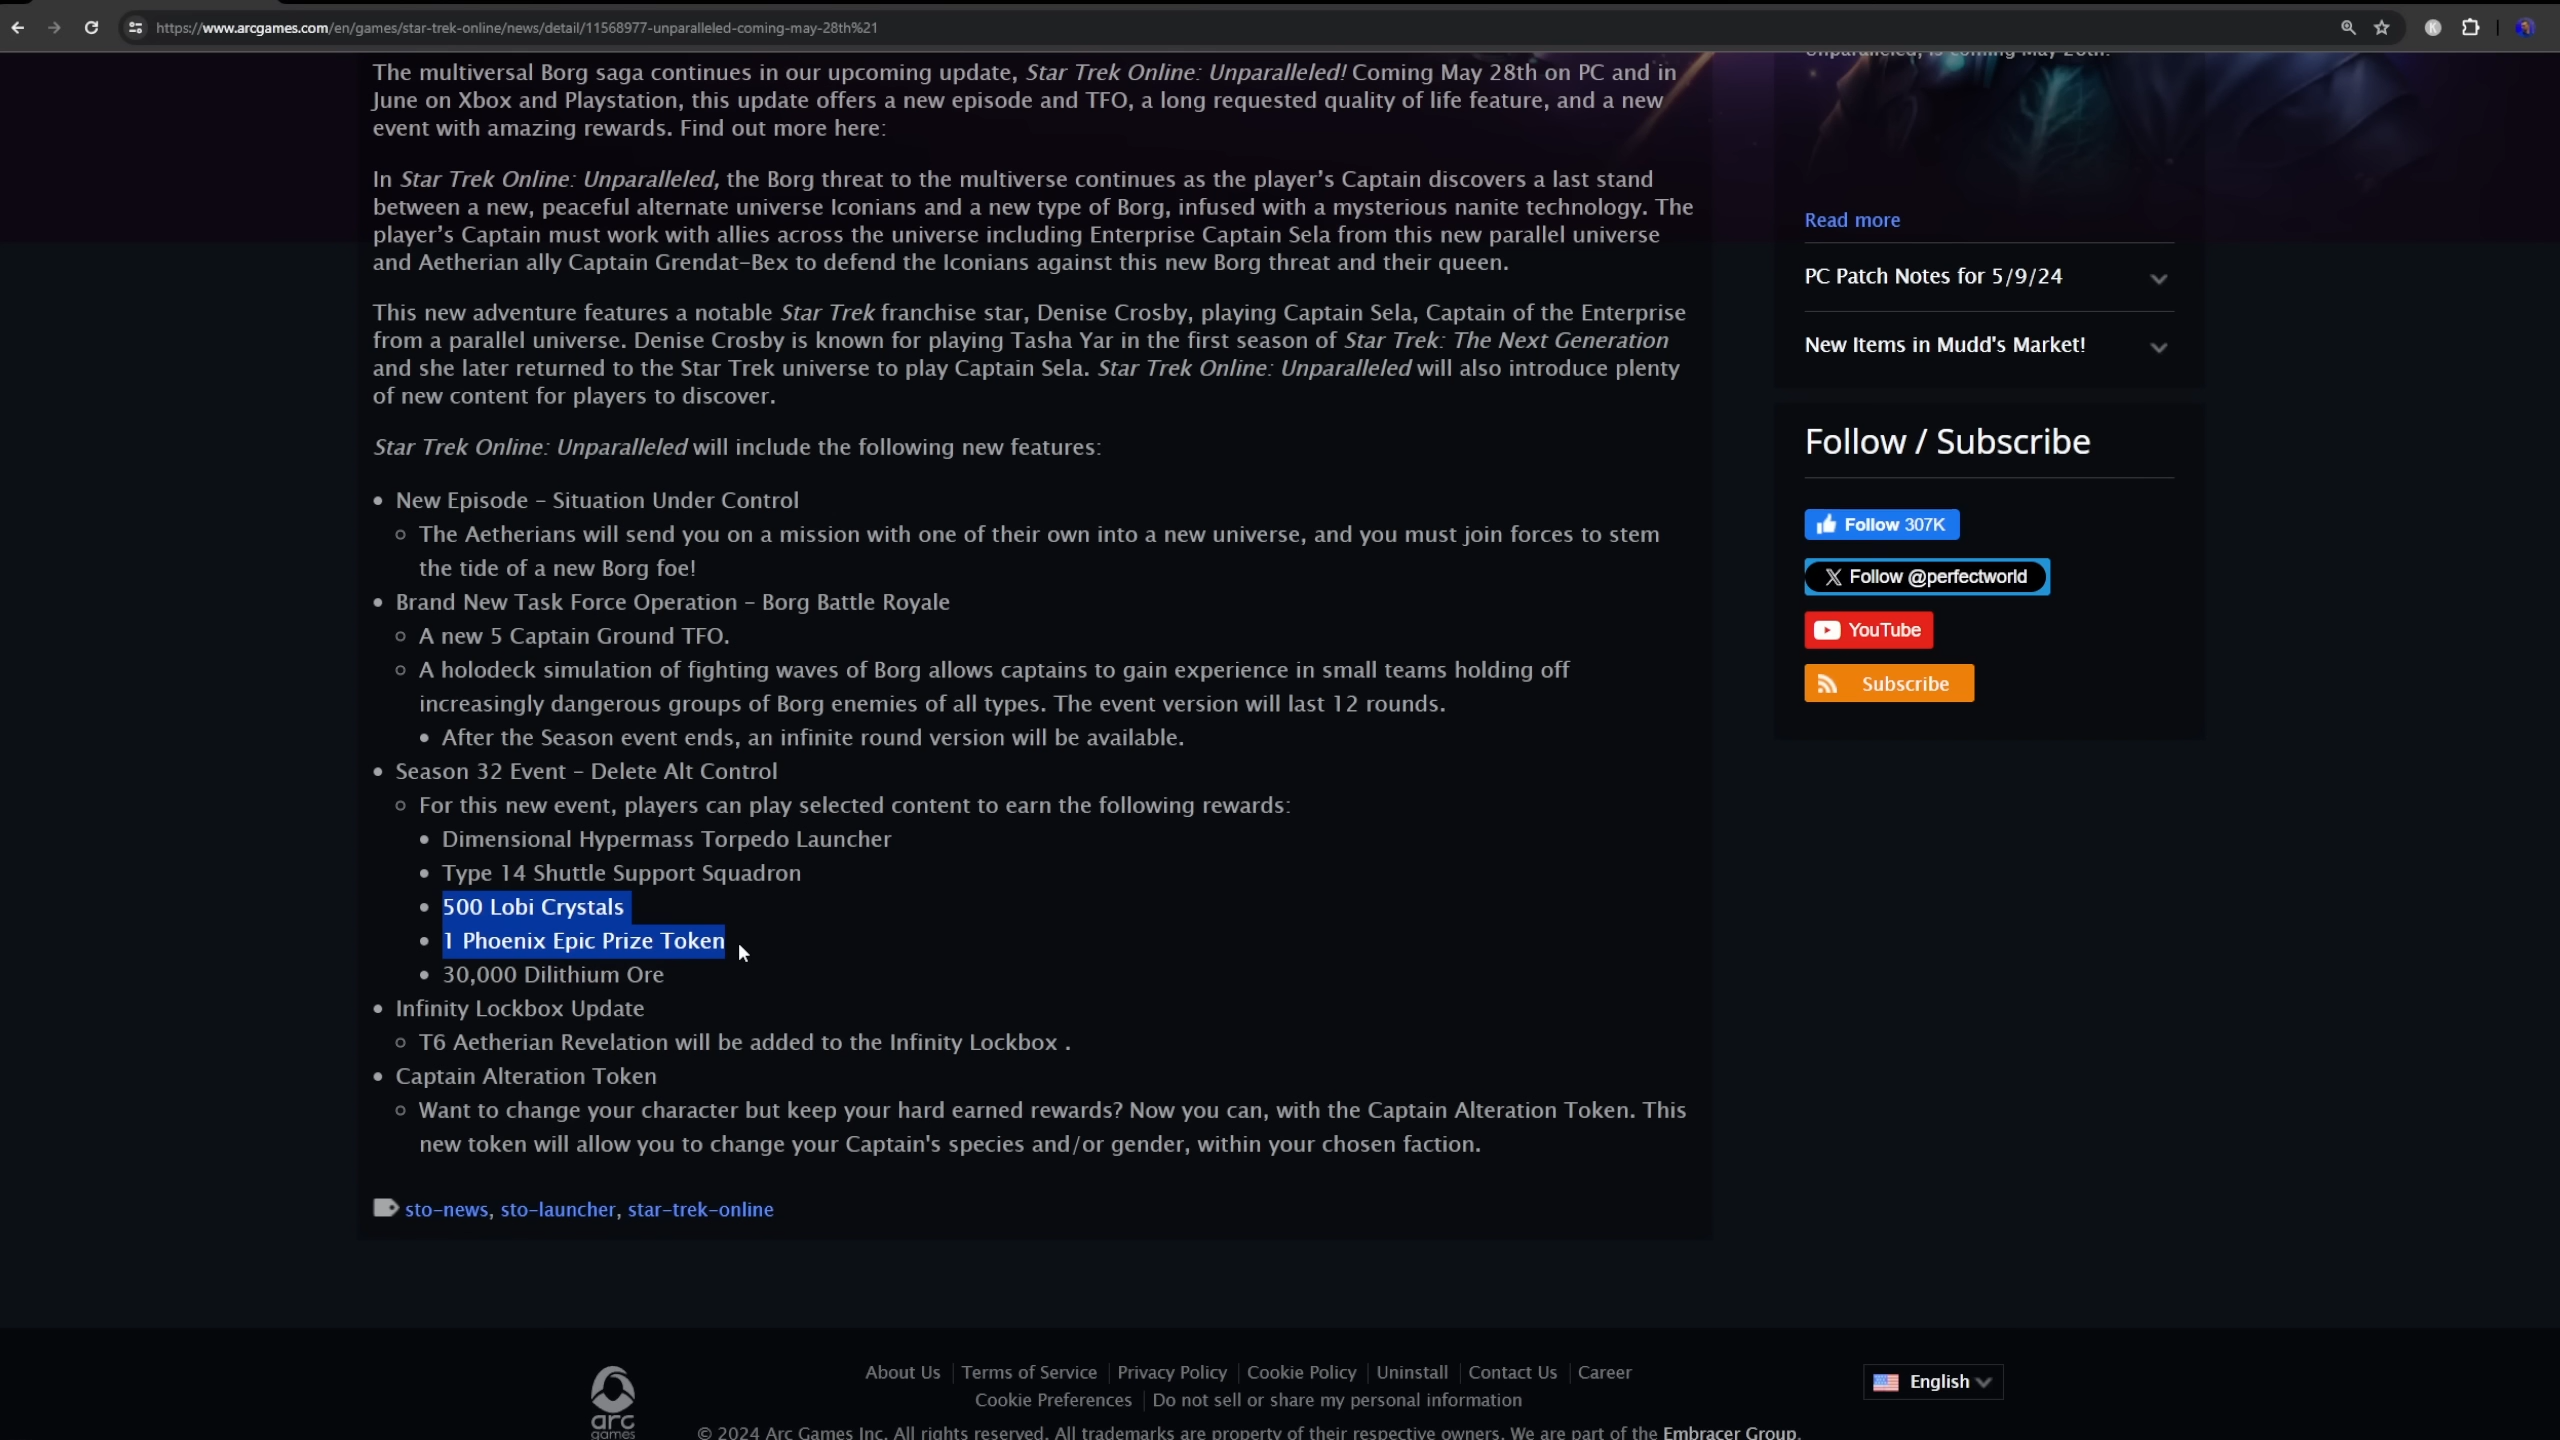 https://www.arcgames.com/en/games/star-trek-online/news/detail/11568977-unparalleled-coming-may-28th%21
K
The multiversal Borg saga continues in our upcoming update, Star Trek Online: Unparalleled! Coming May 28th on PC and in
June on Xbox and Playstation, this update offers a new episode and TFO, a long requested quality of life feature, and a new
event with amazing rewards. Find out more here:
In Star Trek Online: Unparalleled, the Borg threat to the multiverse continues as the player’s Captain discovers a last stand
between a new, peaceful alternate universe Iconians and a new type of Borg, infused with a mysterious nanite technology. The
player’s Captain must work with allies across the universe including Enterprise Captain Sela from this new parallel universe
and Aetherian ally Captain Grendat-Bex to defend the Iconians against this new Borg threat and their queen.
This new adventure features a notable Star Trek franchise star, Denise Crosby, playing Captain Sela, Captain of the Enterprise
from a parallel universe. Denise Crosby is known for playing Tasha Yar in the first season of Star Trek: The Next Generation
and she later returned to the Star Trek universe to play Captain Sela. Star Trek Online: Unparalleled will also introduce plenty
of new content for players to discover.
Star Trek Online: Unparalleled will include the following new features:
• New Episode – Situation Under Control
○ The Aetherians will send you on a mission with one of their own into a new universe, and you must join forces to stem
the tide of a new Borg foe!
• Brand New Task Force Operation – Borg Battle Royale
○ A new 5 Captain Ground TFO.
○ A holodeck simulation of fighting waves of Borg allows captains to gain experience in small teams holding off
increasingly dangerous groups of Borg enemies of all types. The event version will last 12 rounds.
• After the Season event ends, an infinite round version will be available.
• Season 32 Event – Delete Alt Control
○ For this new event, players can play selected content to earn the following rewards:
• Dimensional Hypermass Torpedo Launcher
• Type 14 Shuttle Support Squadron
• 500 Lobi Crystals
• 1 Phoenix Epic Prize Token
• 30,000 Dilithium Ore
• Infinity Lockbox Update
○ T6 Aetherian Revelation will be added to the Infinity Lockbox .
• Captain Alteration Token
○ Want to change your character but keep your hard earned rewards? Now you can, with the Captain Alteration Token. This
new token will allow you to change your Captain's species and/or gender, within your chosen faction.
sto-news, sto-launcher, star-trek-online
Unparalleled, is coming May 28th.
Read more
PC Patch Notes for 5/9/24
New Items in Mudd's Market!
Follow / Subscribe
Follow 307K
X Follow @perfectworld
YouTube
Subscribe
arc
games
About Us | Terms of Service | Privacy Policy | Cookie Policy | Uninstall | Contact Us | Career
Cookie Preferences | Do not sell or share my personal information
© 2024 Arc Games Inc. All rights reserved. All trademarks are property of their respective owners. We are part of the Embracer Group.
English